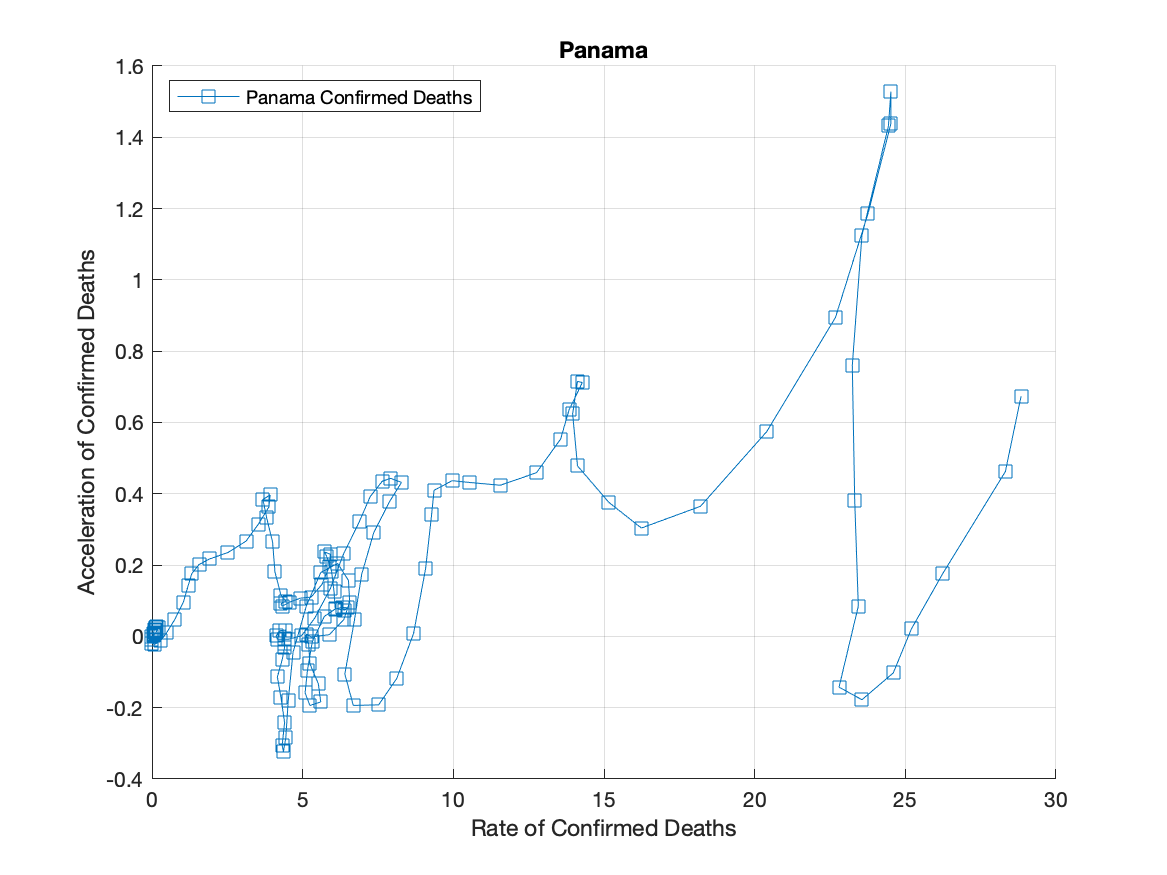 Panama
Panama Confirmed Deaths
1.6
1.4
1.2
1
0.8
0.6
0.4
0.2
0
-0.2
-0.4
Acceleration of Confirmed Deaths
0 5 10 15 20 25 30
Rate of Confirmed Deaths